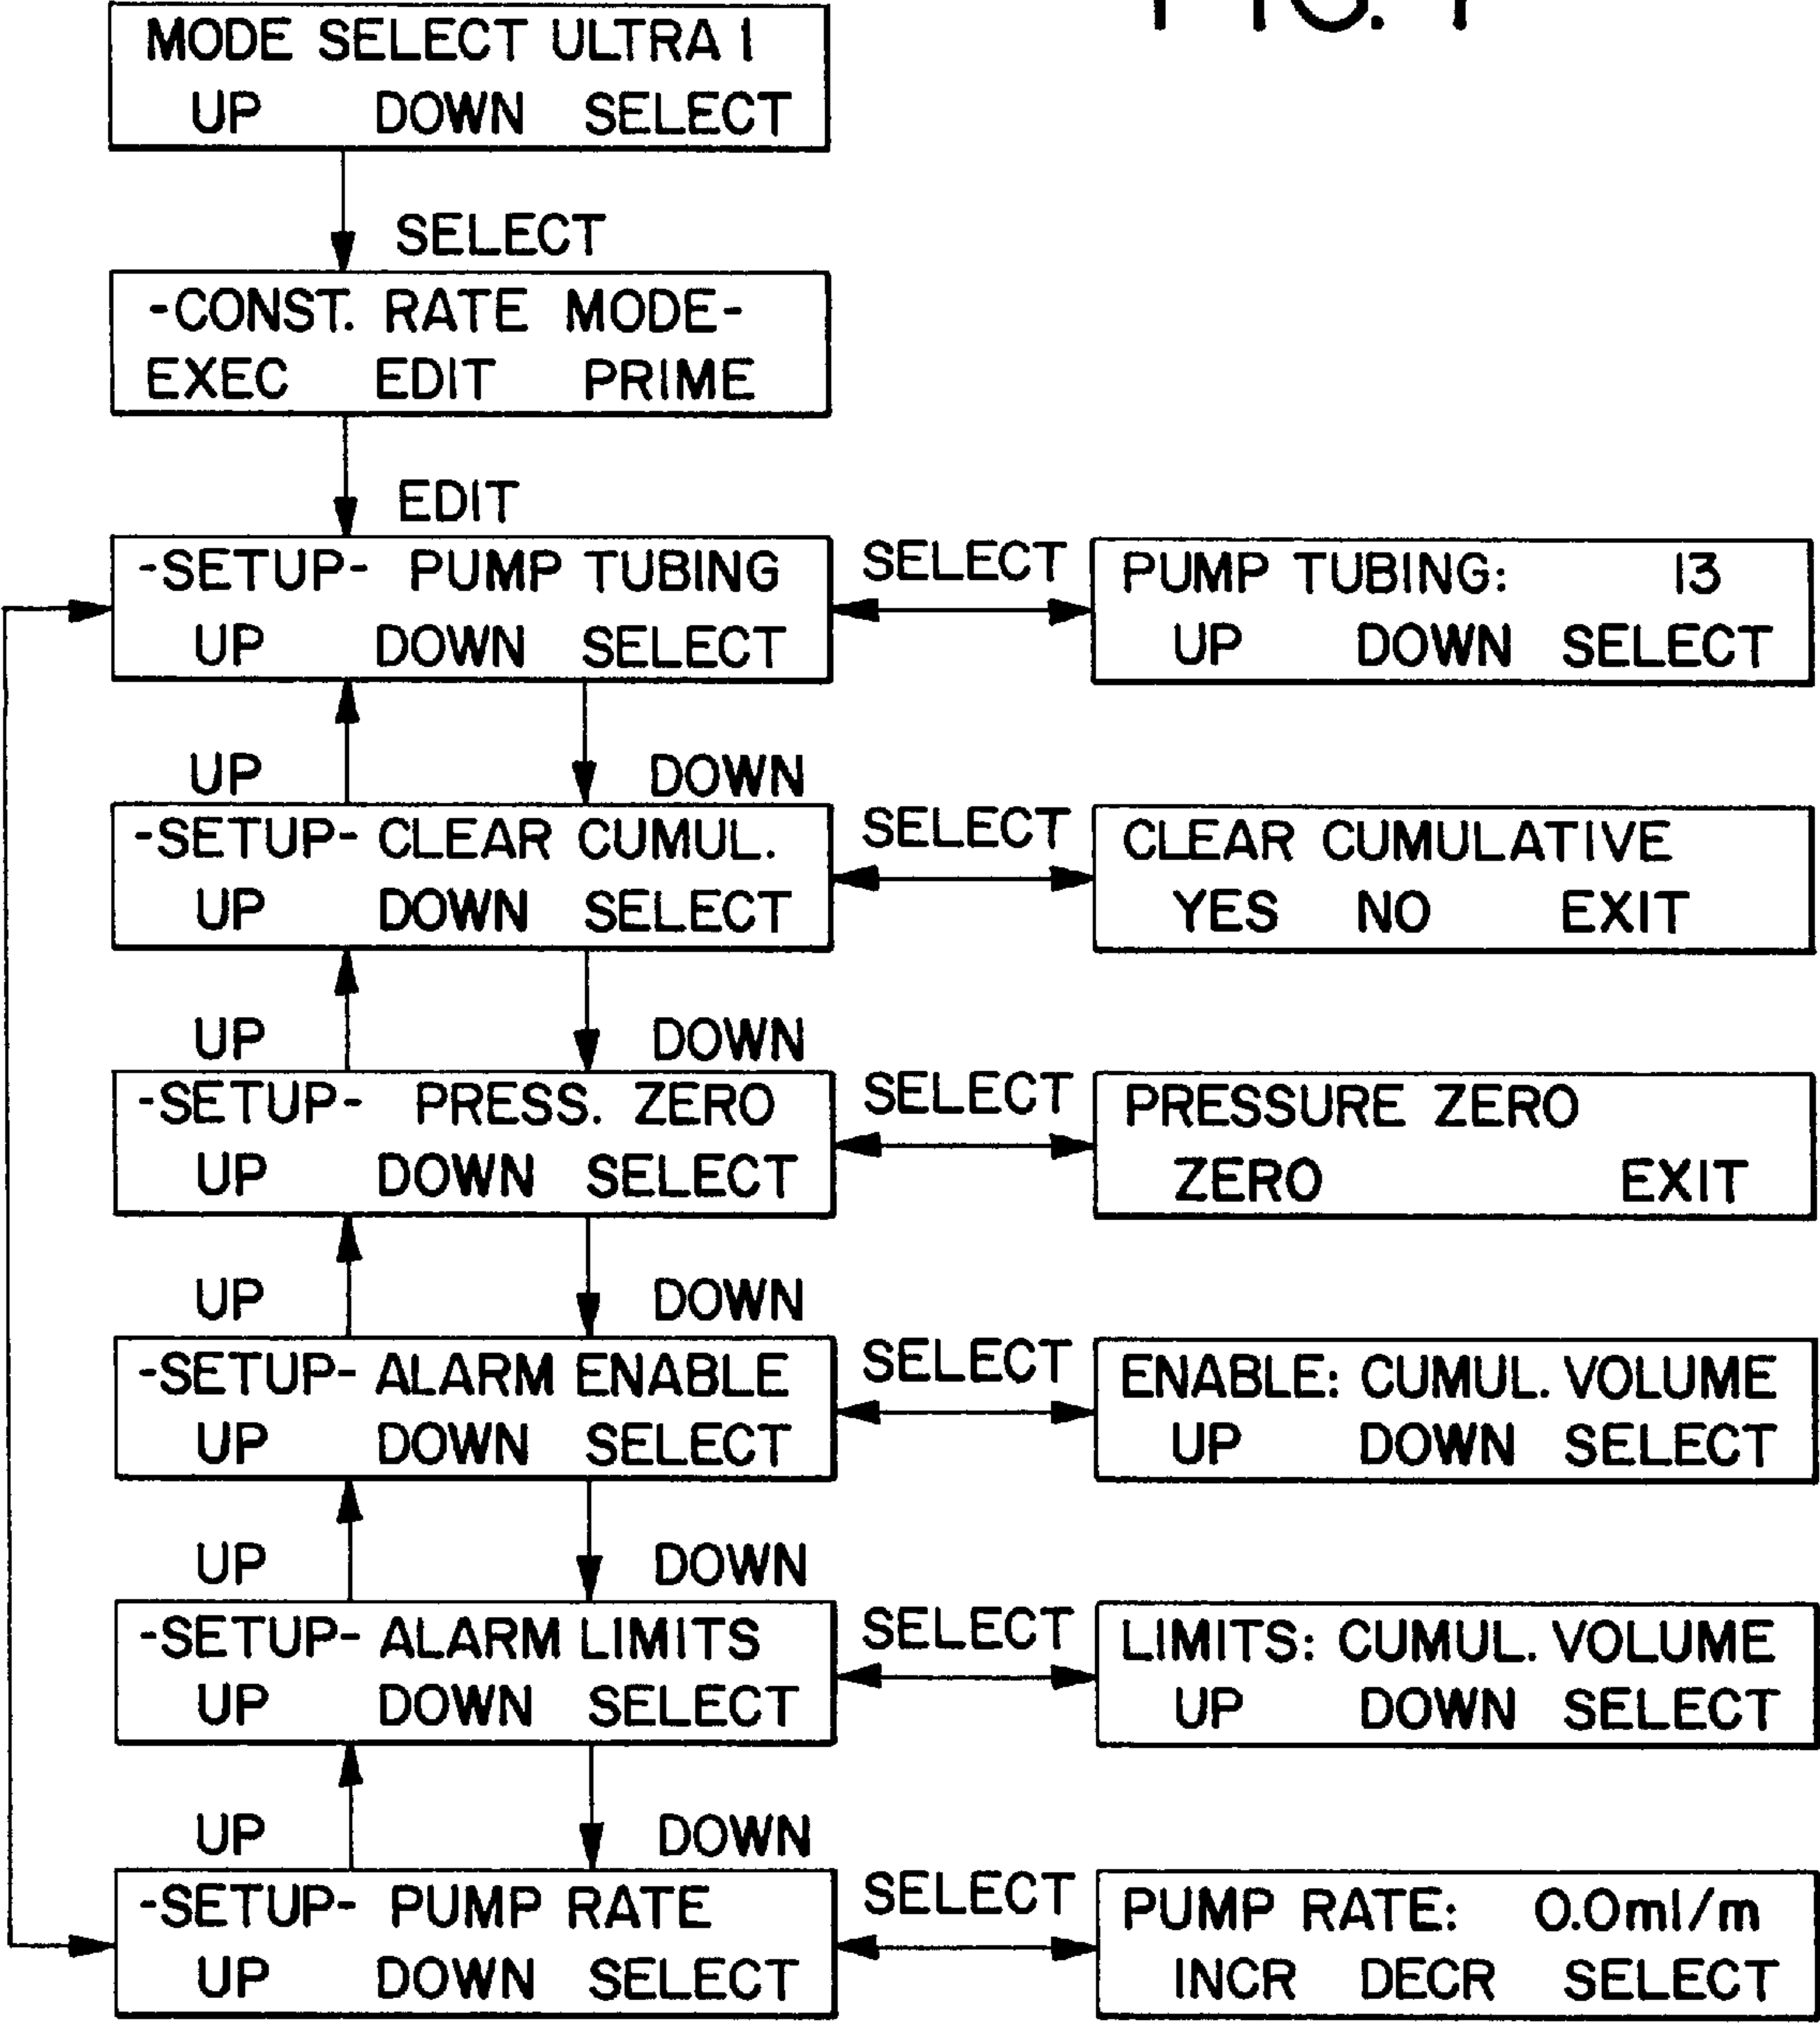 MODE SELECT ULTRA 1
UP DOWN SELECT
SELECT
-CONST. RATE MODE-
EXEC EDIT PRIME
EDIT
-SETUP- PUMP TUBING
UP DOWN SELECT
SELECT
PUMP TUBING: 13
UP DOWN SELECT
UP DOWN
-SETUP- CLEAR CUMUL.
UP DOWN SELECT
SELECT
CLEAR CUMULATIVE
YES NO EXIT
UP DOWN
-SETUP- PRESS. ZERO
UP DOWN SELECT
SELECT
PRESSURE ZERO
ZERO EXIT
UP DOWN
-SETUP- ALARM ENABLE
UP DOWN SELECT
SELECT
ENABLE: CUMUL. VOLUME
UP DOWN SELECT
UP DOWN
-SETUP- ALARM LIMITS
UP DOWN SELECT
SELECT
LIMITS: CUMUL. VOLUME
UP DOWN SELECT
UP DOWN
-SETUP- PUMP RATE
UP DOWN SELECT
SELECT
PUMP RATE: 0.0ml/m
INCR DECR SELECT